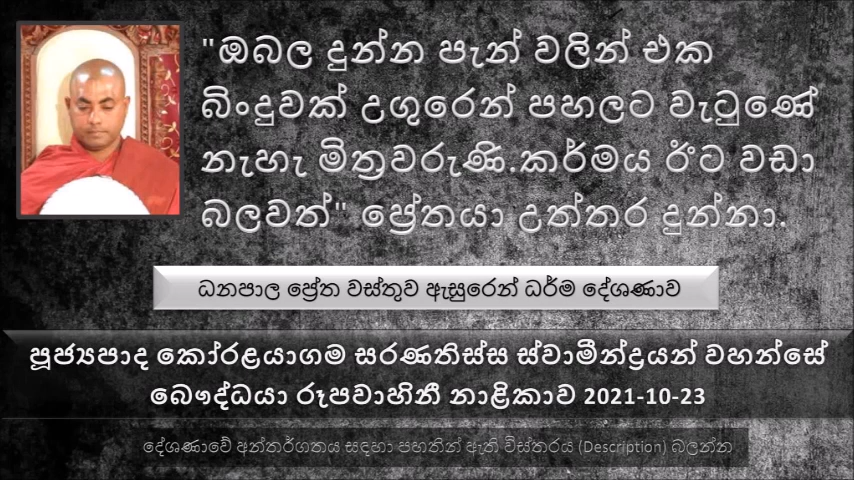 "ඔබල දුන්න පැන් වලින් එක
බිංදුවක් උගුරෙන් පහලට වැටුණේ
නැහැ මිත්‍රවරුණි.කර්මය ඊට වඩා
බලවත්" ප්‍රේතයා උත්තර දුන්නා.
ධනපාල ප්‍රේත වස්තුව ඇසුරෙන් ධර්ම දේශණාව
පූජ්‍යපාද කෝරළයාගම සරණතිස්ස ස්වාමීන්ද්‍රයන් වහන්සේ
බෞද්ධයා රූපවාහිනී නාළිකාව 2021-10-23
දේශණාවේ අන්තර්ගතය සඳහා පහතින් ඇති විස්තරය (Description) බලන්න